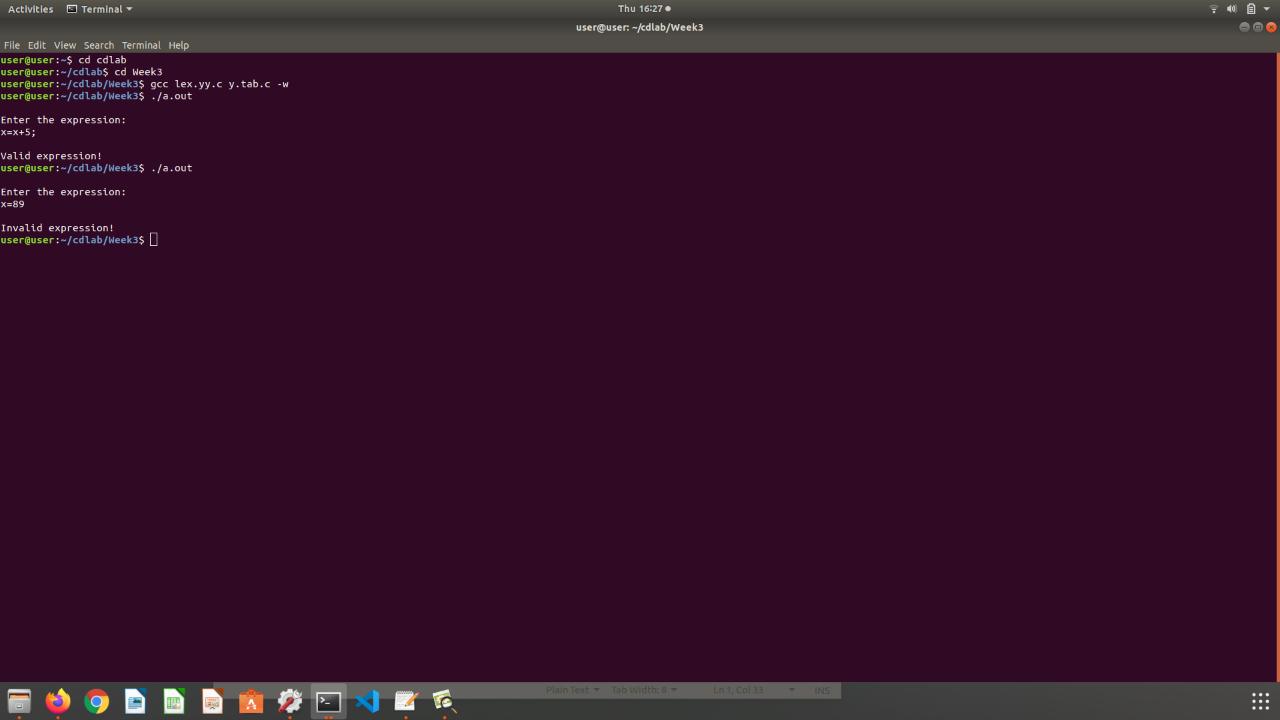 Activities Terminal Thu 16:27
user@user: ~/cdlab/Week3
File Edit View Search Terminal Help
user@user:~$ cd cdlab
user@user:~/cdlab$ cd Week3
user@user:~/cdlab/Week3$ gcc lex.yy.c y.tab.c -w
user@user:~/cdlab/Week3$ ./a.out
Enter the expression:
x=x+5;
Valid expression!
user@user:~/cdlab/Week3$ ./a.out
Enter the expression:
x=89
Invalid expression!
user@user:~/cdlab/Week3$
Plain Text Tab Width: 8 Ln 1, Col 33 INS